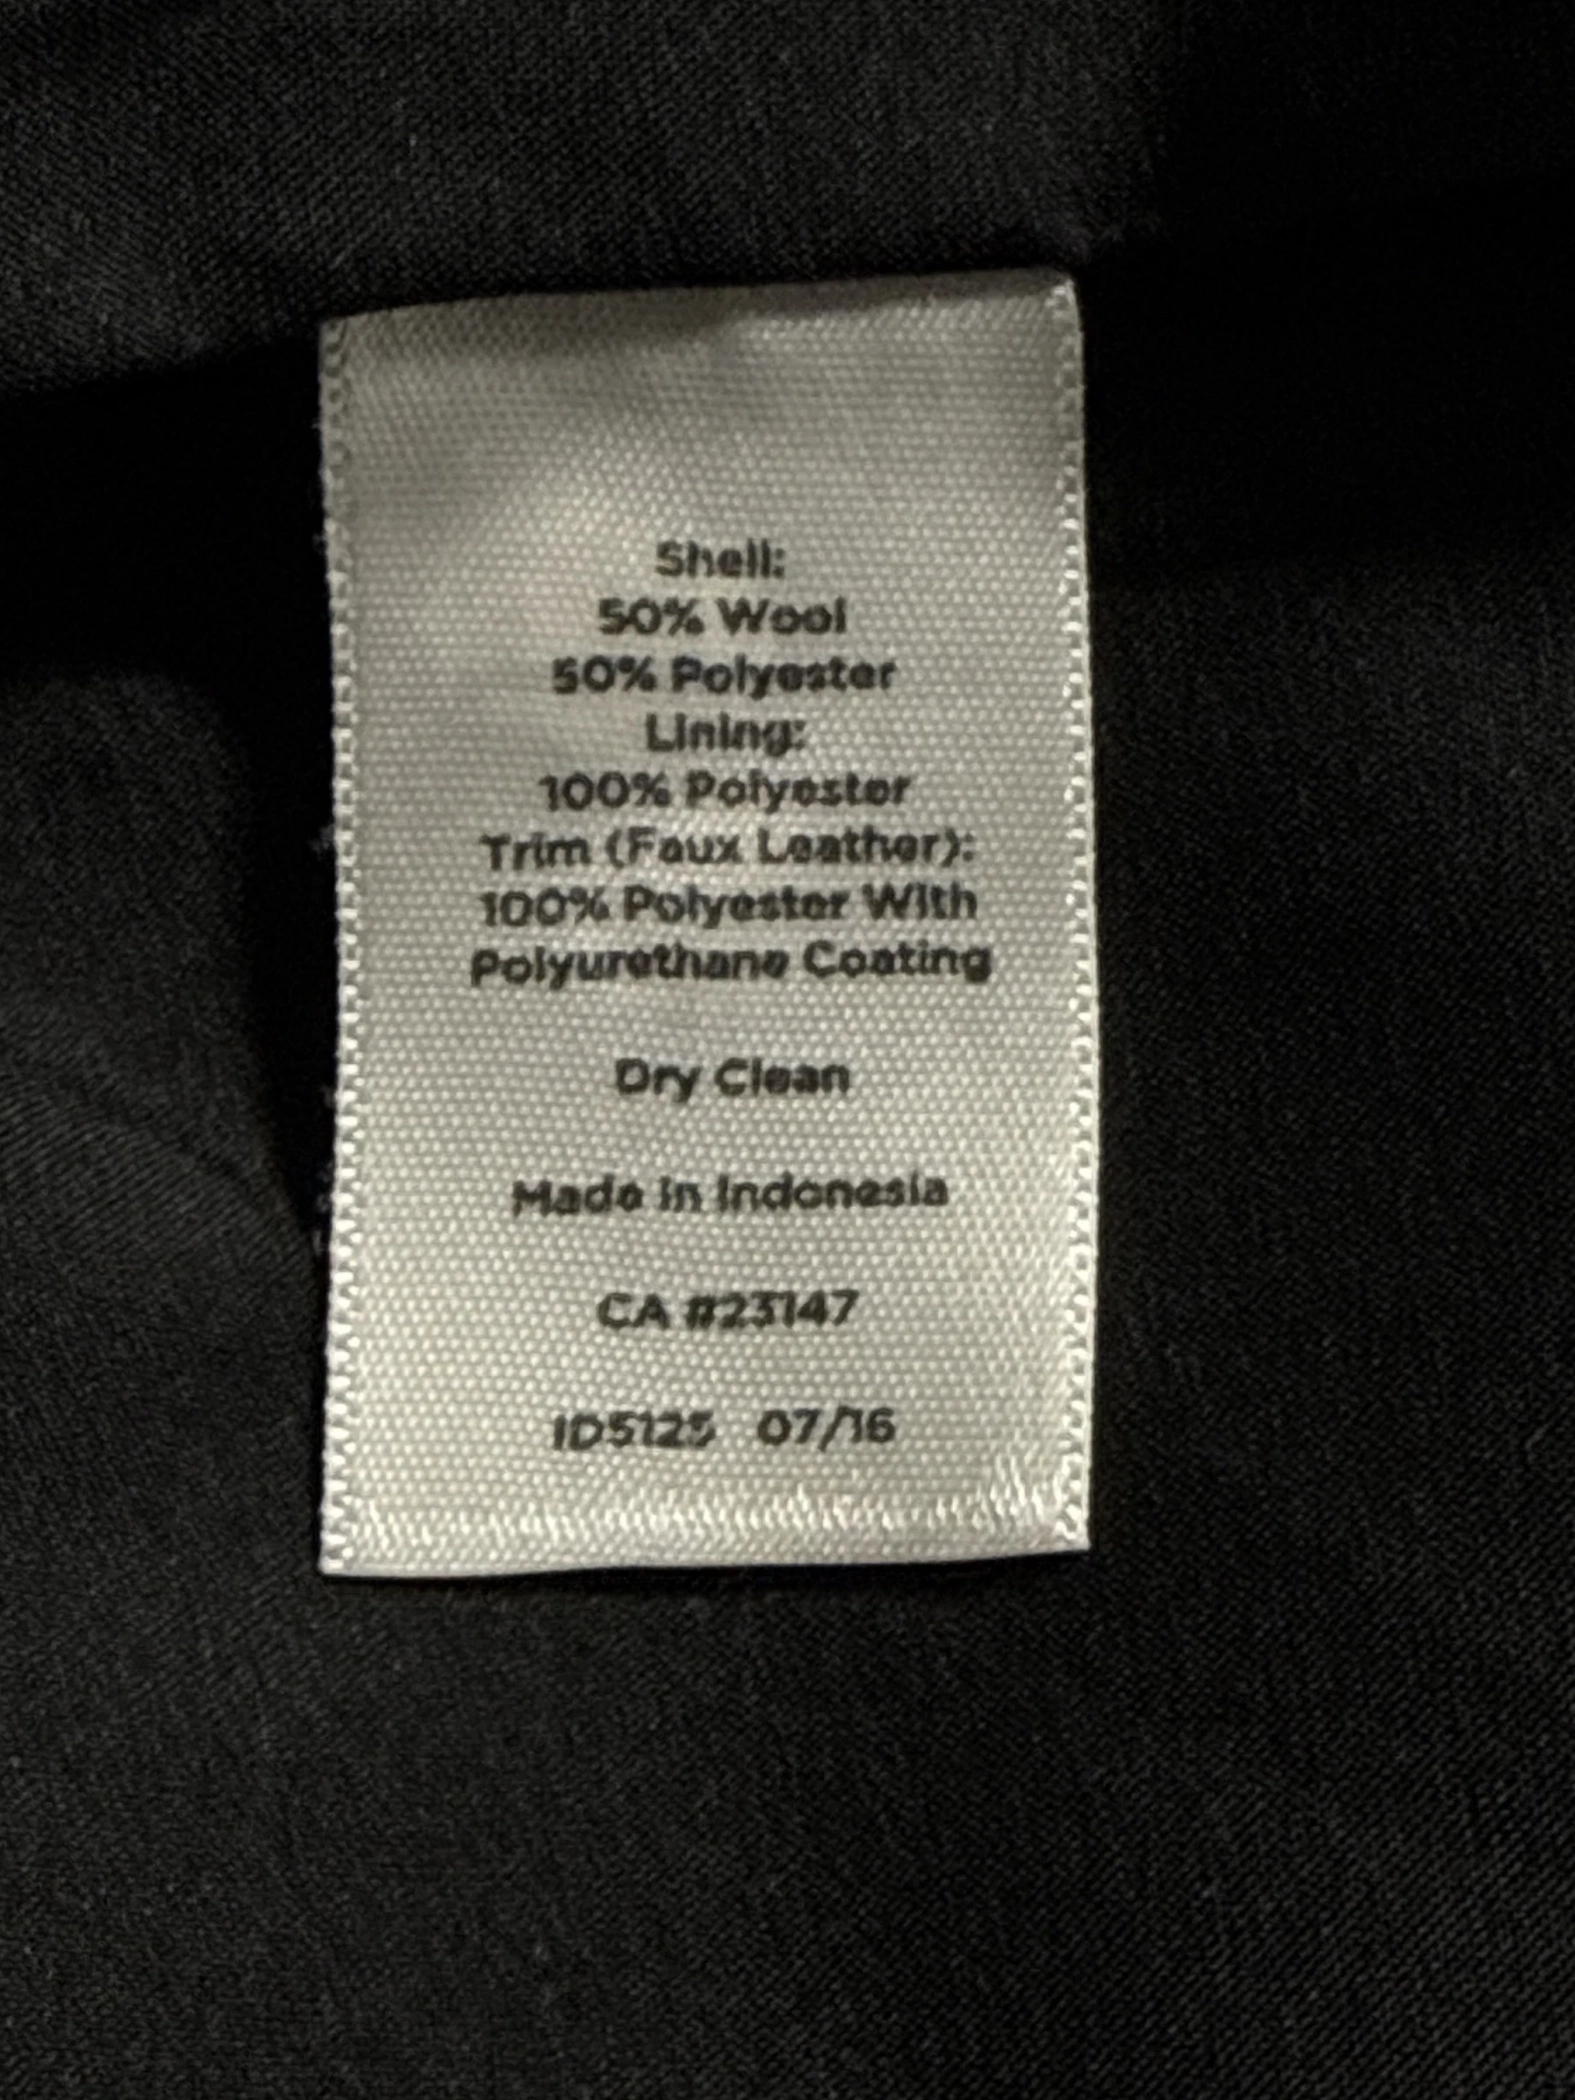 Shell:
50% Wool
50% Polyester
Lining:
100% Polyester
Trim (Faux Leather):
100% Polyester With
Polyurethane Coating
Dry Clean
Made in Indonesia
CA #23147
ID5125 07/16